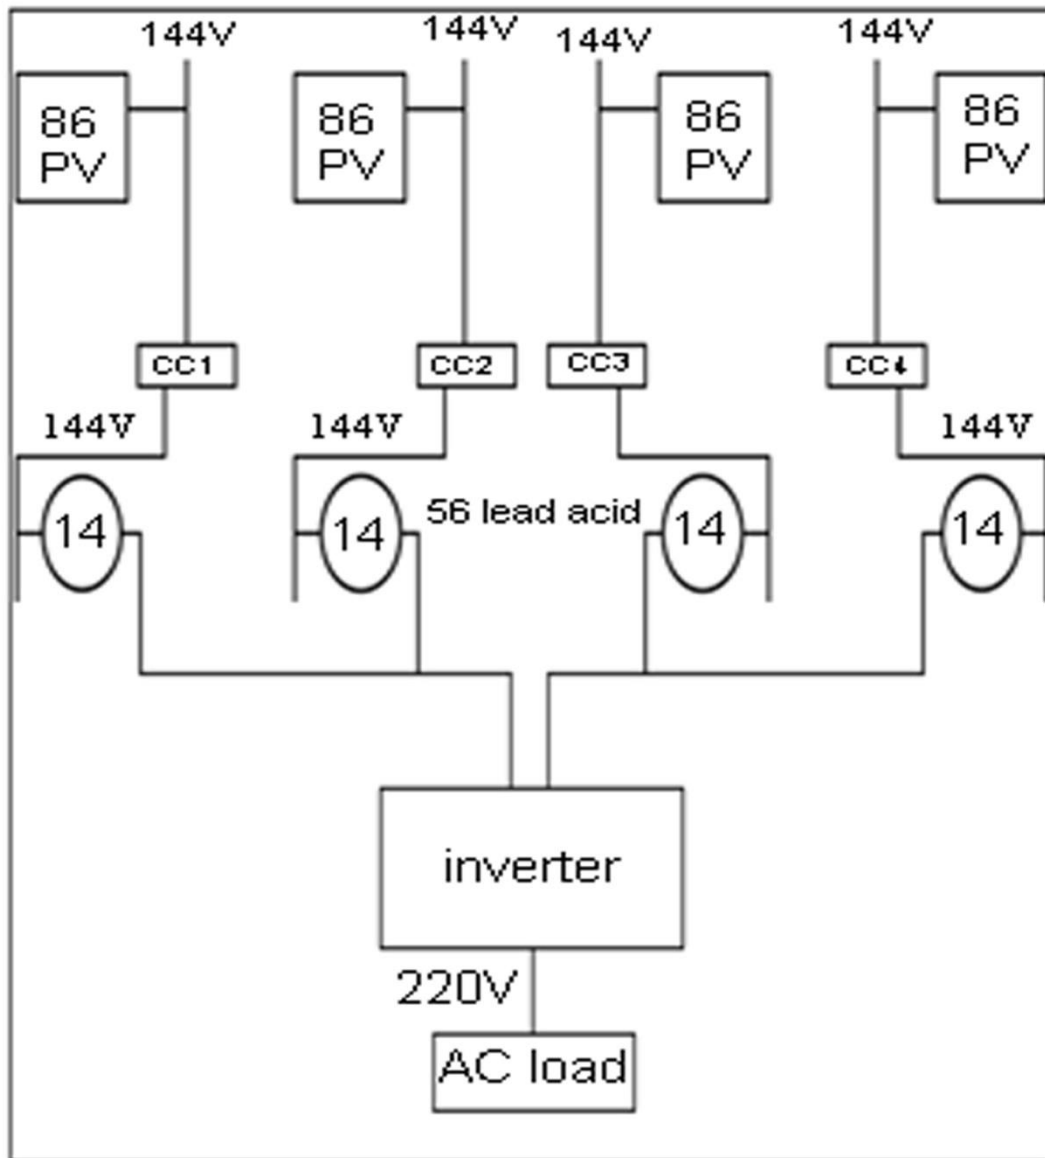 144V 144V 144V 144V
86 PV
86 PV
86 PV
86 PV
CC1 CC2 CC3 CC4
144V 144V 144V
14 14 56 lead acid 14 14
inverter
220V
AC load